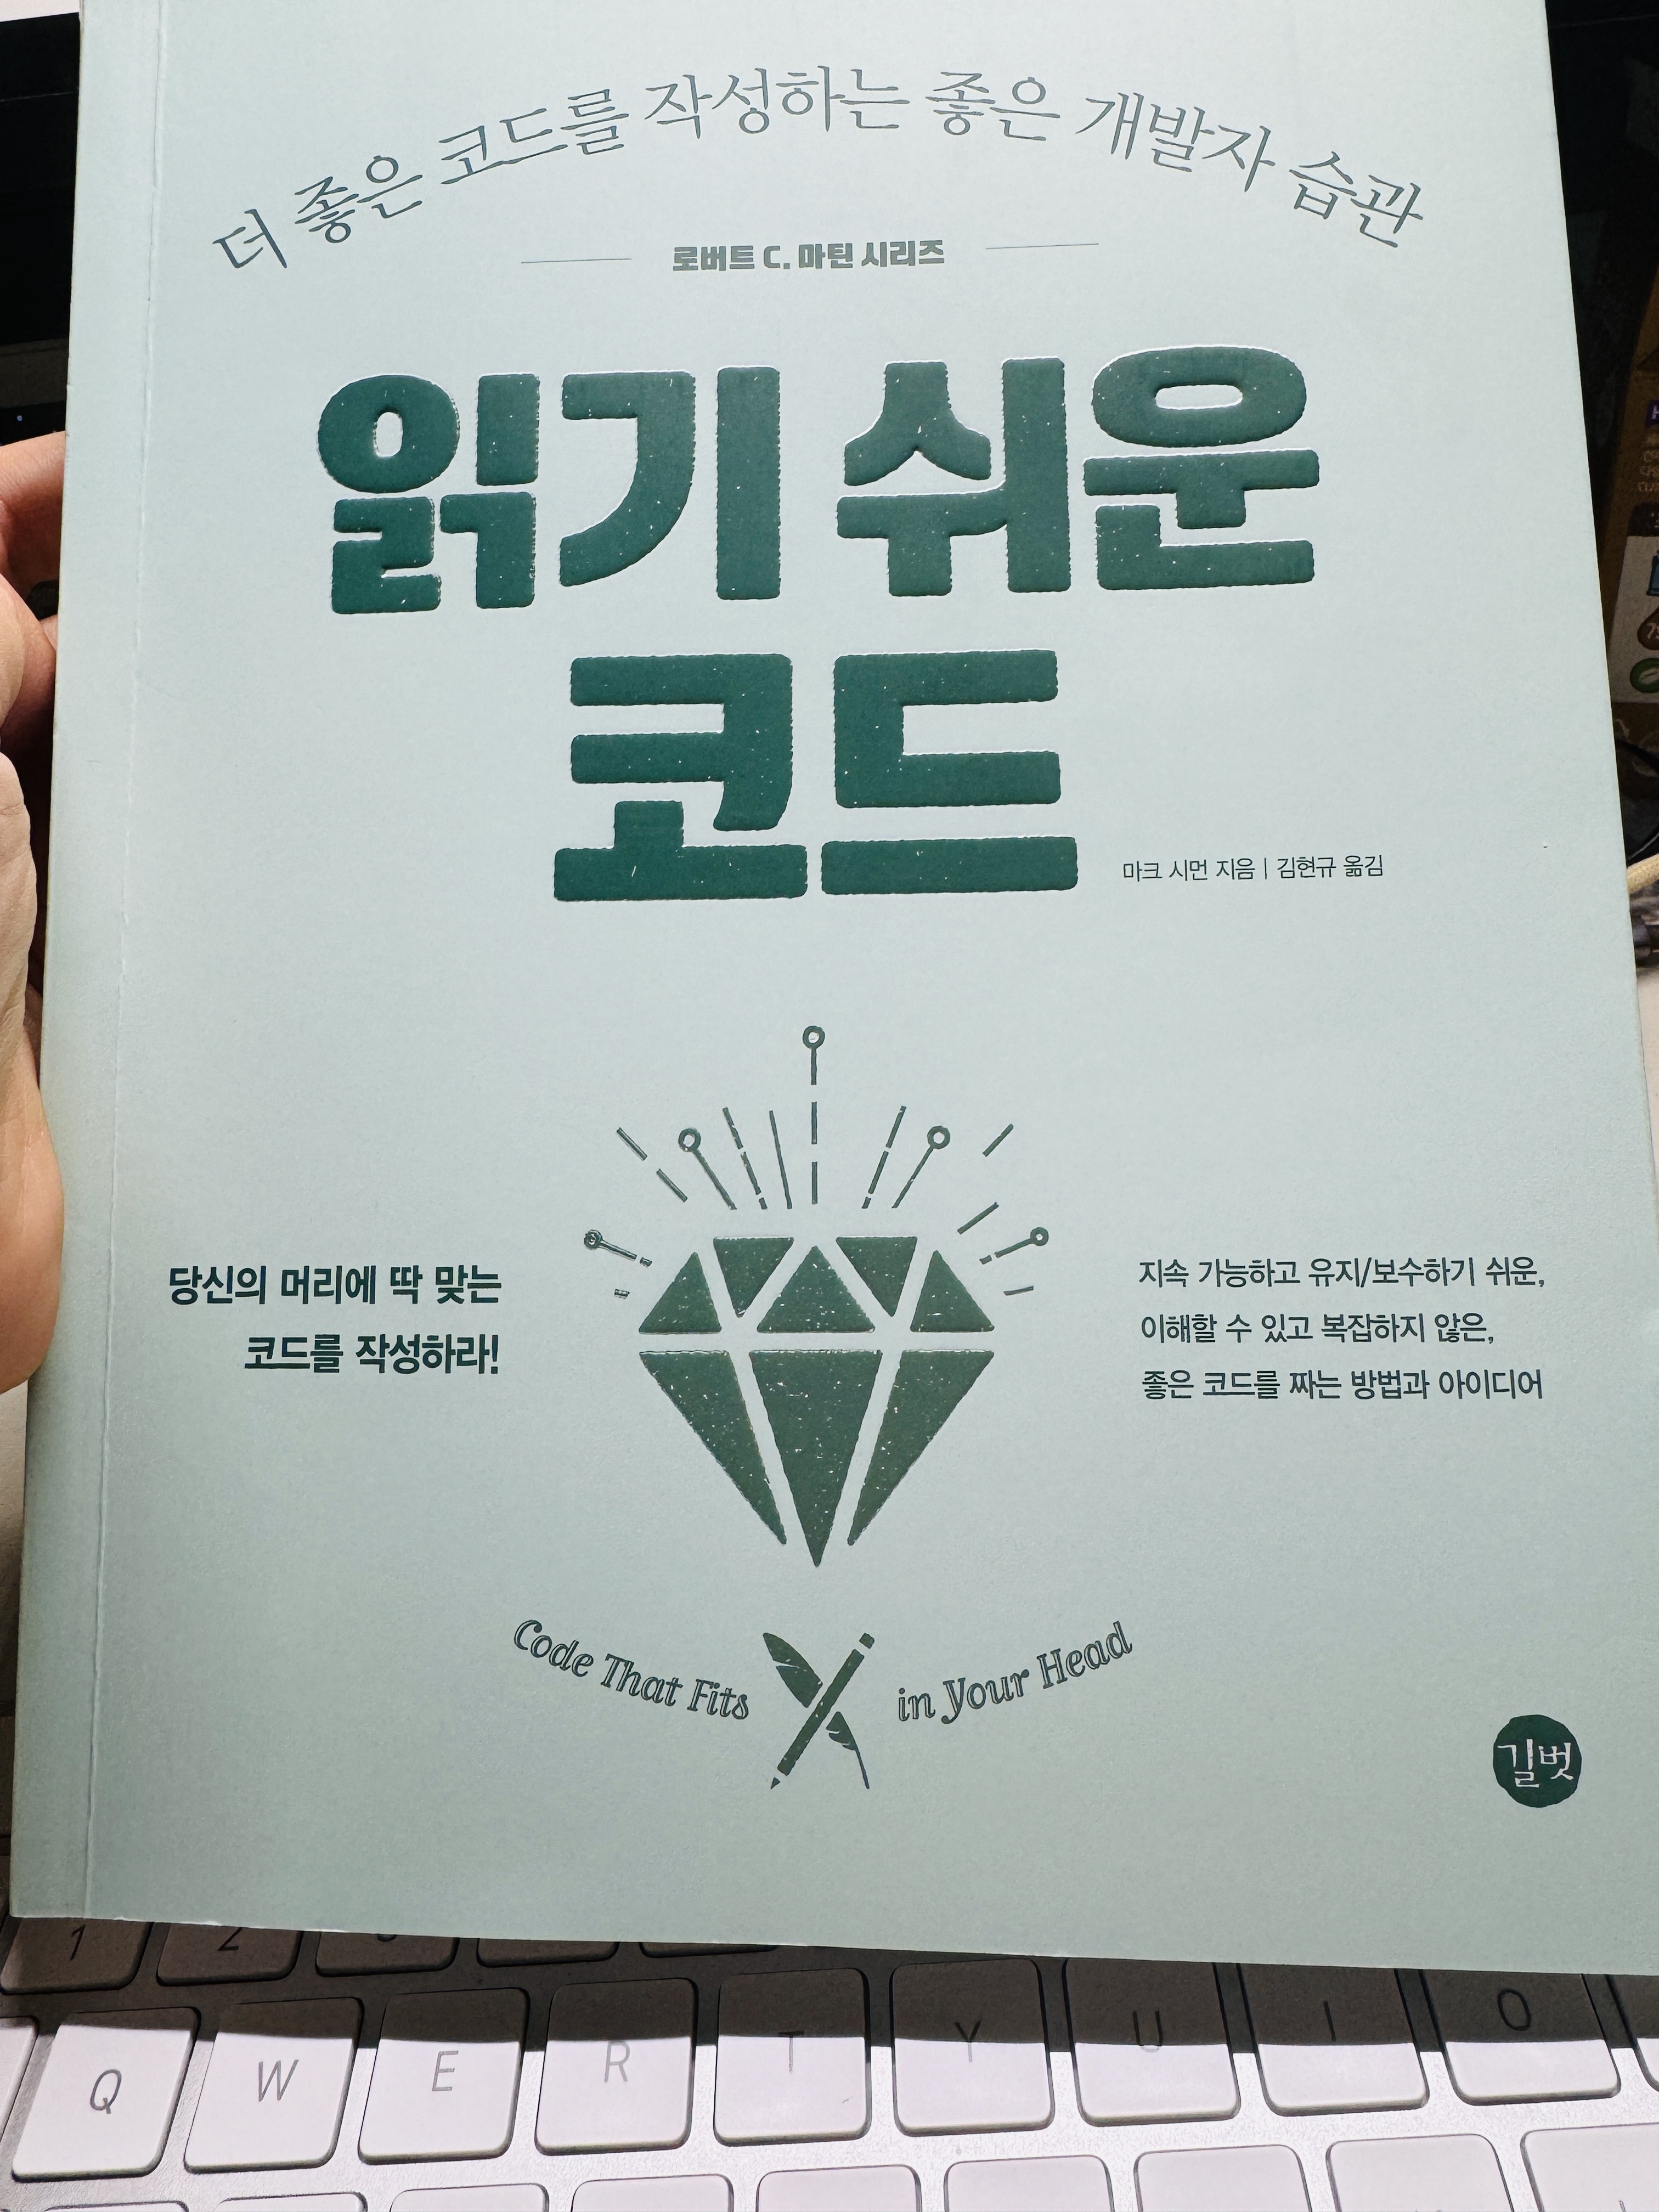 더 좋은 코드를 작성하는 좋은 개발자 습관
로버트 C. 마틴 시리즈
읽기 쉬운
코드
마크 시먼 지음 | 김현규 옮김
당신의 머리에 딱 맞는
코드를 작성하라!
지속 가능하고 유지/보수하기 쉬운,
이해할 수 있고 복잡하지 않은,
좋은 코드를 짜는 방법과 아이디어
Code That Fits in Your Head
길벗
1 2
Q W E R T Y U I O